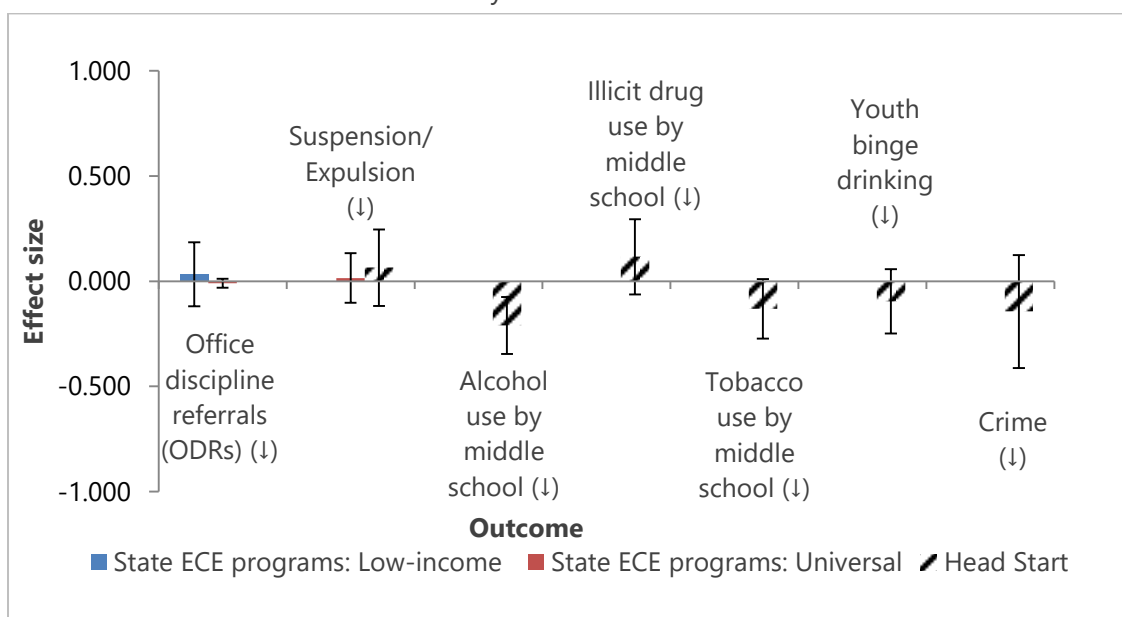 1.000
0.500
0.000
-0.500
-1.000
Effect size
Office
discipline
referrals
(ODRs) (↓)
Suspension/
Expulsion
(↓)
Alcohol
use by
middle
school (↓)
Illicit drug
use by
middle
school (↓)
Tobacco
use by
middle
school (↓)
Youth
binge
drinking
(↓)
Crime
(↓)
Outcome
State ECE programs: Low-income
State ECE programs: Universal
Head Start